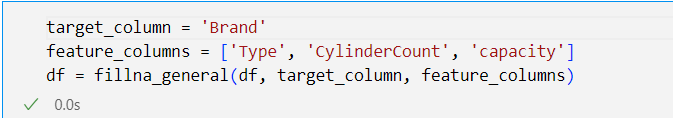 target_column = 'Brand'
feature_columns = ['Type', 'CylinderCount', 'capacity']
df = fillna_general(df, target_column, feature_columns)
0.0s